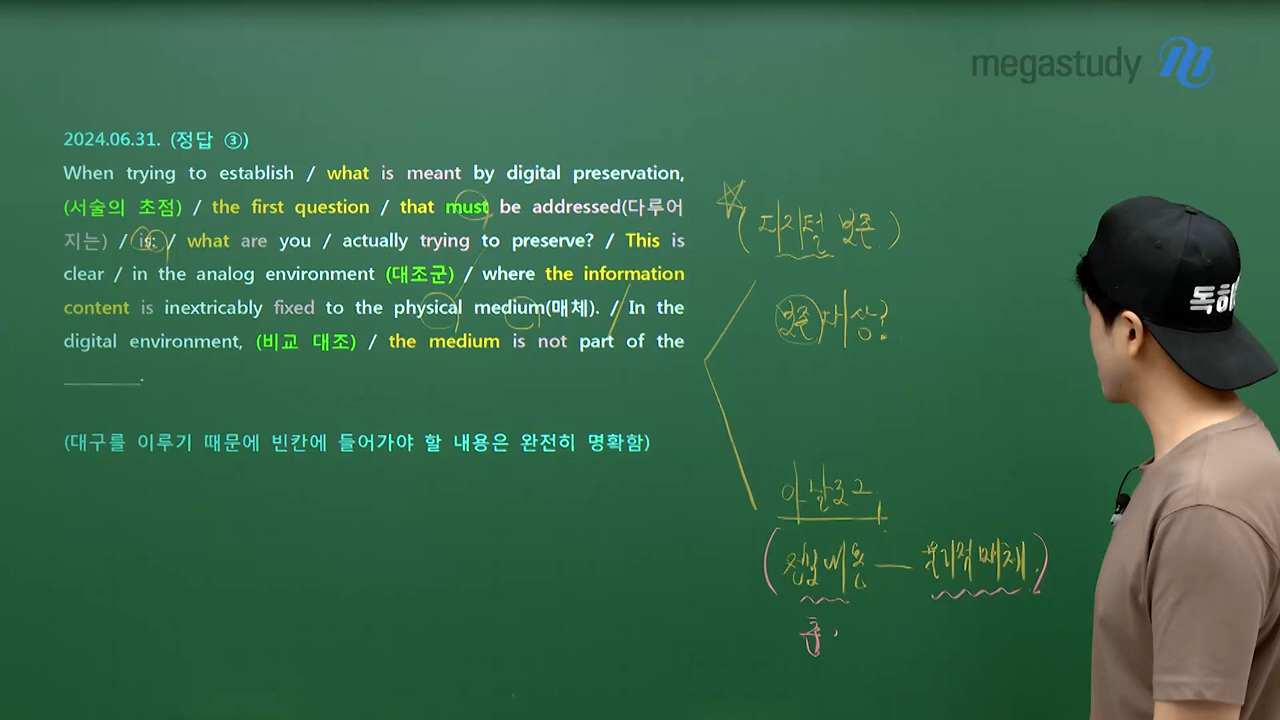 megastudy
2024.06.31. (정답 ③)
When trying to establish / what is meant by digital preservation,
(서술의 초점) / the first question / that must be addressed(다루어
지는) / is: / what are you / actually trying to preserve? / This is
clear / in the analog environment (대조군) / where the information
content is inextricably fixed to the physical medium(매체). / In the
digital environment, (비교 대조) / the medium is not part of the
________.
(대구를 이루기 때문에 빈칸에 들어가야 할 내용은 완전히 명확함)
(디지털 보존)
보존 대상?
아날로그
(전달내용 — 물리적 매체)
독하